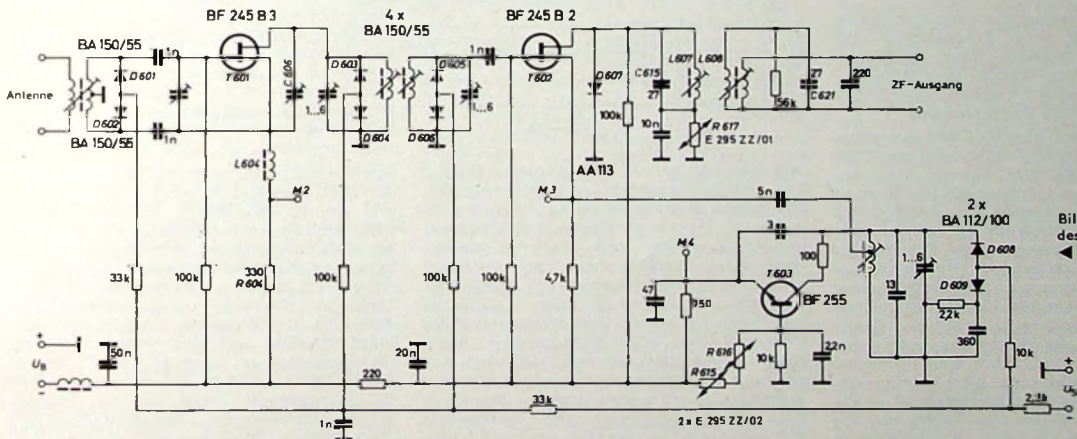 BF 245 B 3
4 x
BA 150/55
BF 245 B 2
BA 150/55
1n
D 601
T 601
C 606
D 603
1...6
D 604
D 605
D 606
1...6
1n
T 602
D 607
100k
C 615
27
10n
L 607
L 608
56k
27
C 621
220
ZF-Ausgang
Antenne
D 602
BA 150/55
1n
R 617
E 295 ZZ/01
AA 113
L 604
M 2
M 3
5n
2 x
BA 112/100
Bil
des
M 4
3
100
T 603
BF 255
13
1...6
D 608
D 609
2,2k
360
33k
100k
330
R 604
100k
100k
100k
4,7k
47
750
R 616
10k
22n
10k
R 615
+
UB
-
50n
220
20n
33k
2 x E 295 ZZ/02
1n
+
-